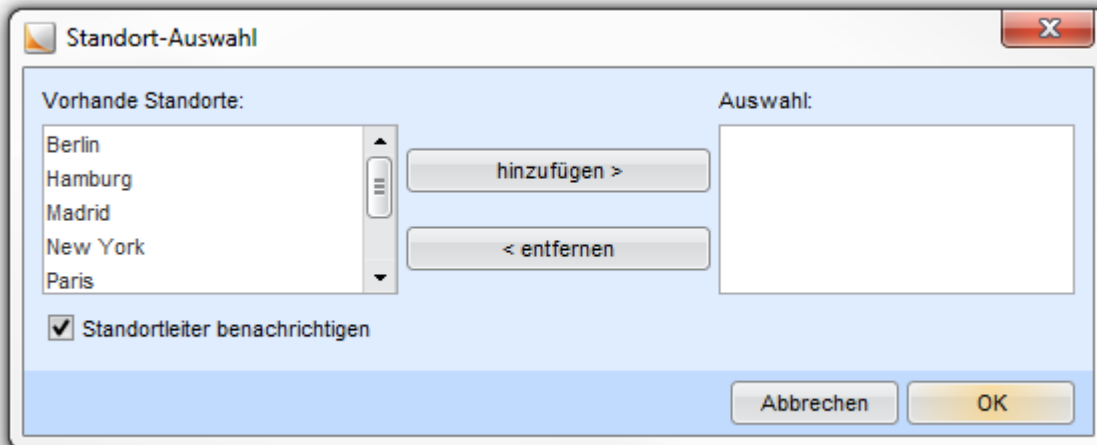 Standort-Auswahl
Vorhande Standorte:
Auswahl:
Berlin
Hamburg
Madrid
New York
Paris
hinzufügen >
< entfernen
Standortleiter benachrichtigen
Abbrechen
OK